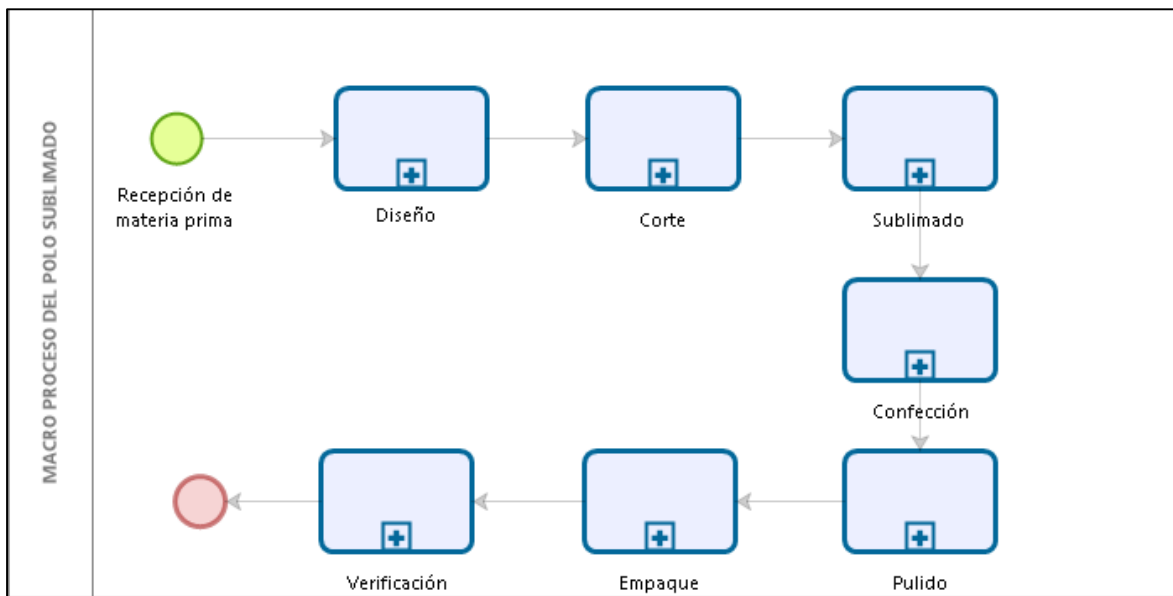 MACRO PROCESO DEL POLO SUBLIMADO
Recepción de
materia prima
Diseño
Corte
Sublimado
Confección
Pulido
Empaque
Verificación